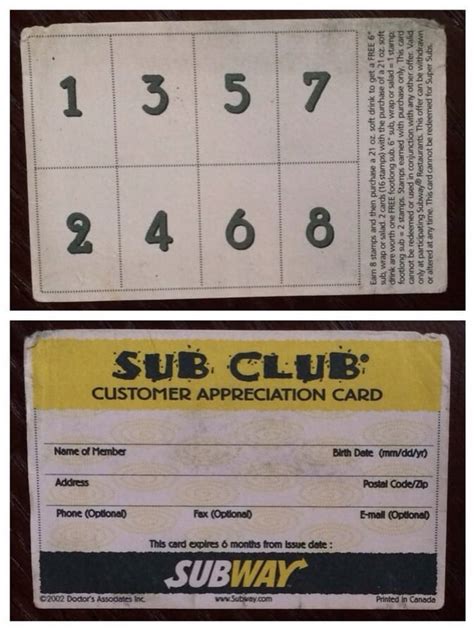 1 3 5 7
2 4 6 8
Earn 8 stamps and then purchase a 21 oz. soft drink to get a FREE 6"
sub, wrap or salad. 2 cards (16 stamps) with the purchase of a 21 oz. soft
drink are worth one FREE footlong sub. 6" sub, wrap or salad = 1 stamp;
footlong sub = 2 stamps. Stamps earned with purchase only. This card
cannot be redeemed or used in conjunction with any other offer. Valid
only at participating Subway® Restaurants. This offer can be withdrawn
or altered at any time. This card cannot be redeemed for Super Subs.
SUB CLUB®
CUSTOMER APPRECIATION CARD
Name of Member Birth Date (mm/dd/yr)
Address Postal Code/Zip
Phone (Optional) Fax (Optional) E-mail (Optional)
This card expires 6 months from issue date :
SUBWAY
©2002 Doctor's Associates Inc. www.Subway.com Printed in Canada